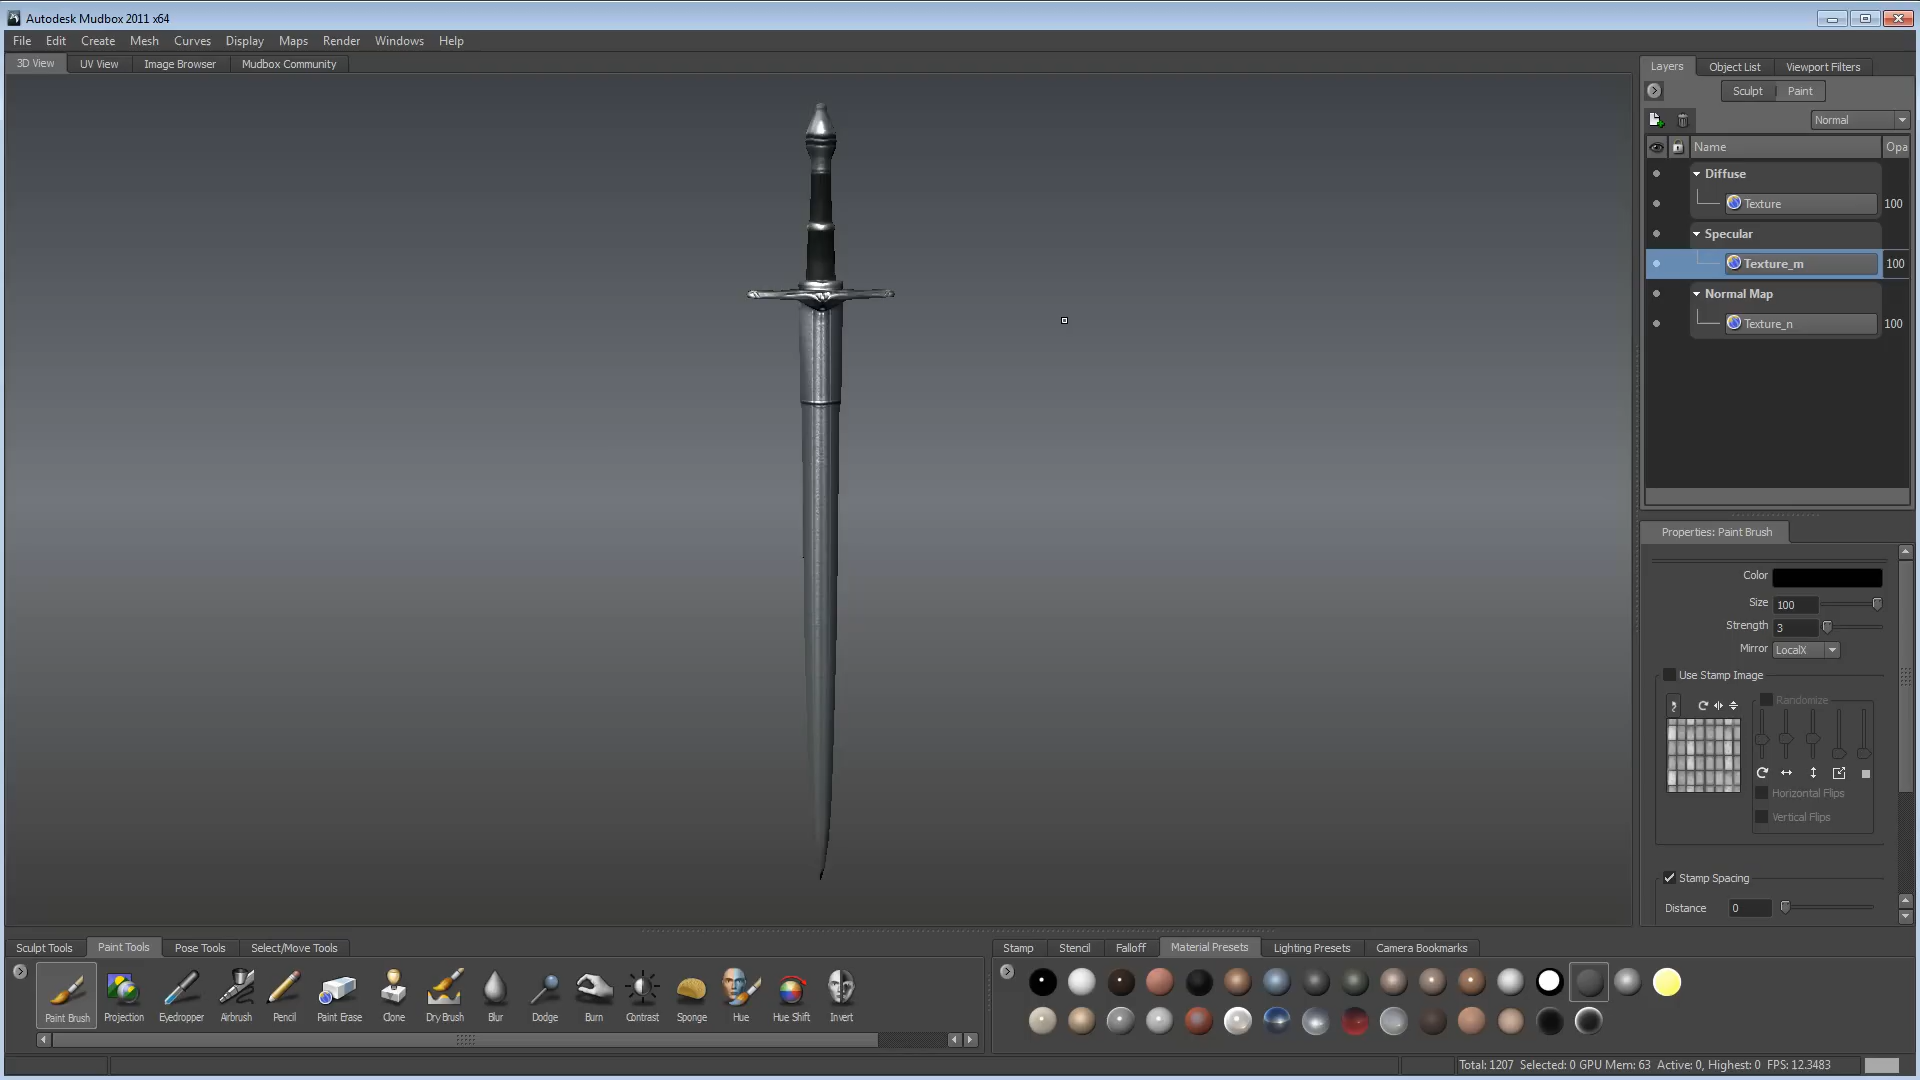 Autodesk Mudbox 2011 x64
File Edit Create Mesh Curves Display Maps Render Windows Help
3D View UV View Image Browser Mudbox Community
Layers Object List Viewport Filters
Sculpt Paint
Normal
Name Opa
Diffuse
Texture 100
Specular
Texture_m 100
Normal Map
Texture_n 100
Properties: Paint Brush
Color
Size 100
Strength 3
Mirror LocalX
Use Stamp Image
Randomize
Horizontal Flips
Vertical Flips
Stamp Spacing
Distance 0
Sculpt Tools Paint Tools Pose Tools Select/Move Tools
Paint Brush Projection Eyedropper Airbrush Pencil Paint Erase Clone Dry Brush Blur Dodge Burn Contrast Sponge Hue Hue Shift Invert
Stamp Stencil Falloff Material Presets Lighting Presets Camera Bookmarks
Total: 1207 Selected: 0 GPU Mem: 63 Active: 0, Highest: 0 FPS: 12.3483